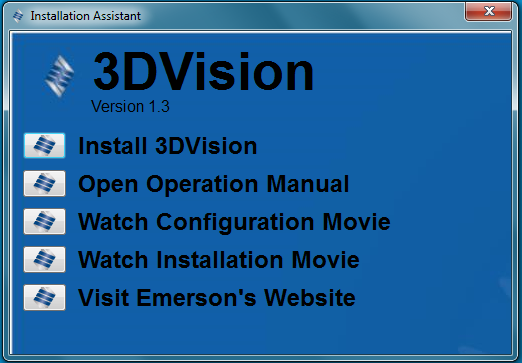 Installation Assistant
3DVision
Version 1.3
Install 3DVision
Open Operation Manual
Watch Configuration Movie
Watch Installation Movie
Visit Emerson's Website